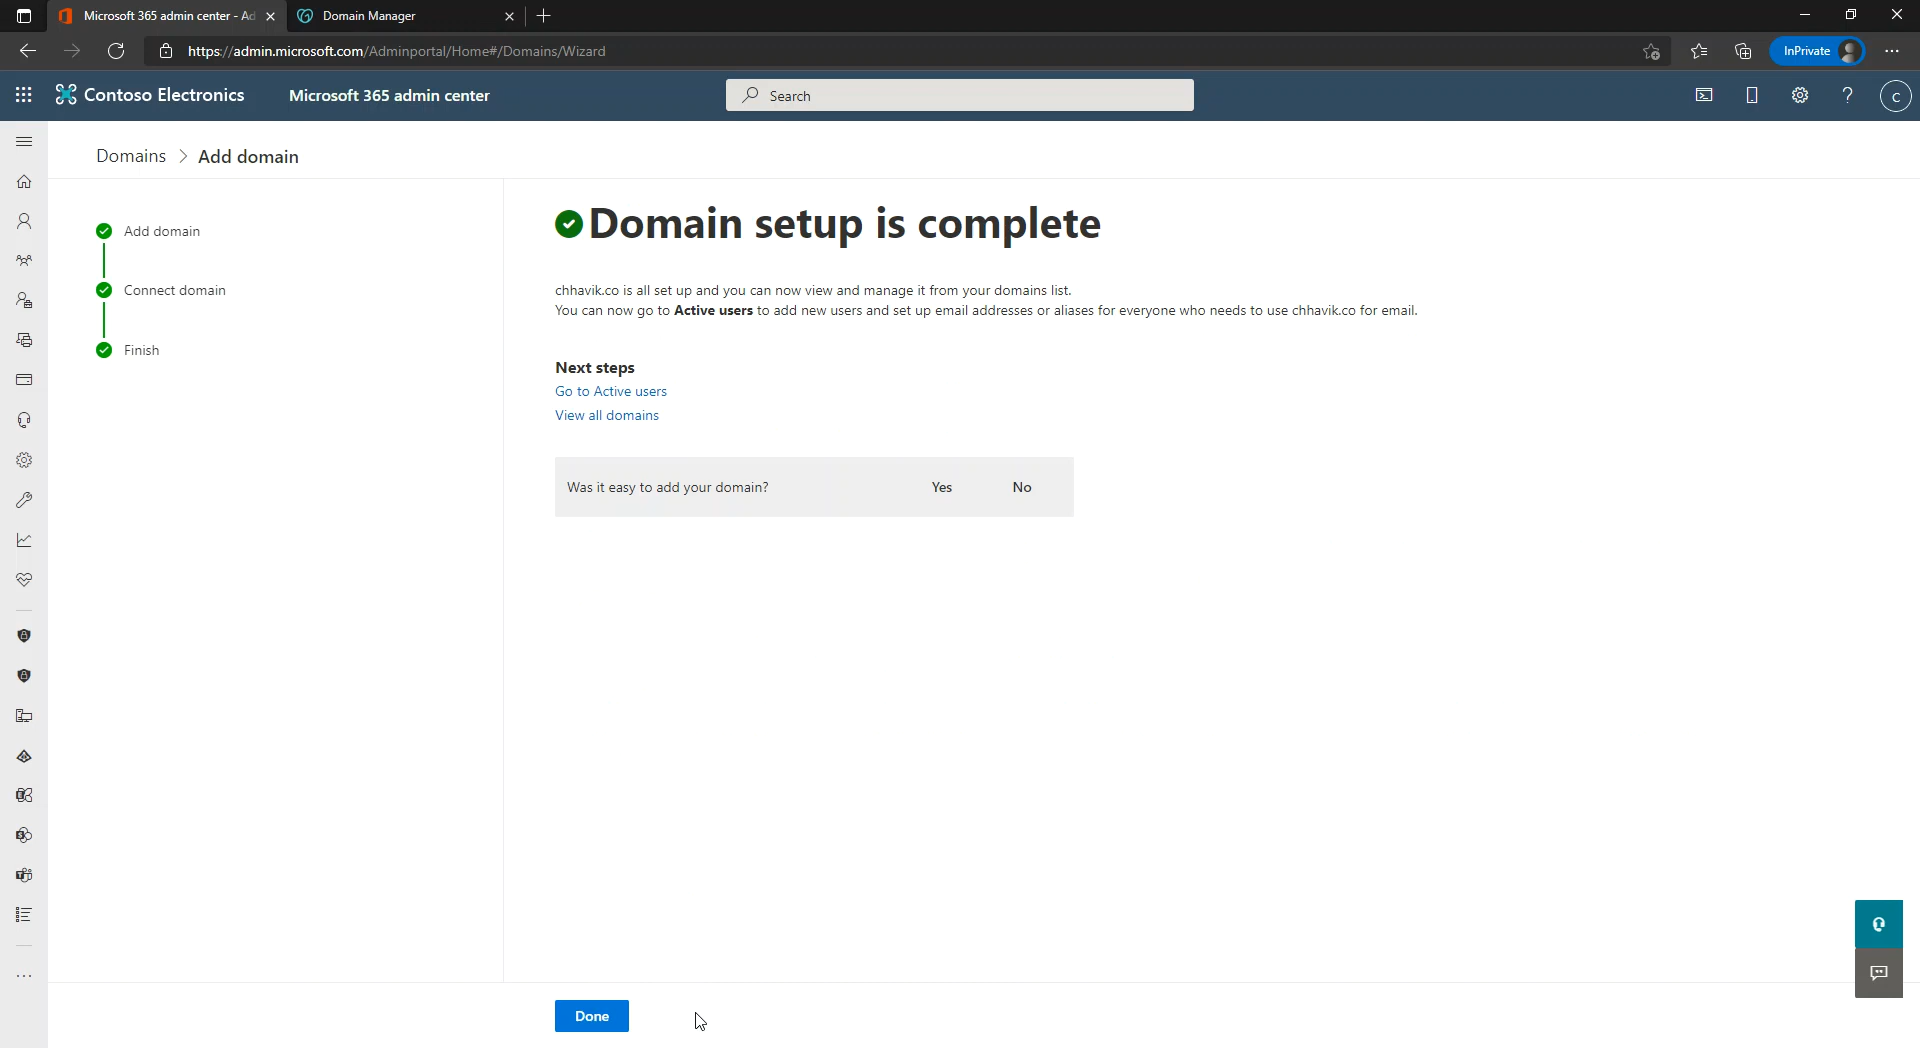 Microsoft 365 admin center - Ad
Domain Manager
https://admin.microsoft.com/Adminportal/Home#/Domains/Wizard
InPrivate
Contoso Electronics
Microsoft 365 admin center
Search
C
Domains > Add domain
Add domain
Connect domain
Finish
Domain setup is complete
chhavik.co is all set up and you can now view and manage it from your domains list.
You can now go to Active users to add new users and set up email addresses or aliases for everyone who needs to use chhavik.co for email.
Next steps
Go to Active users
View all domains
Was it easy to add your domain? Yes No
Done